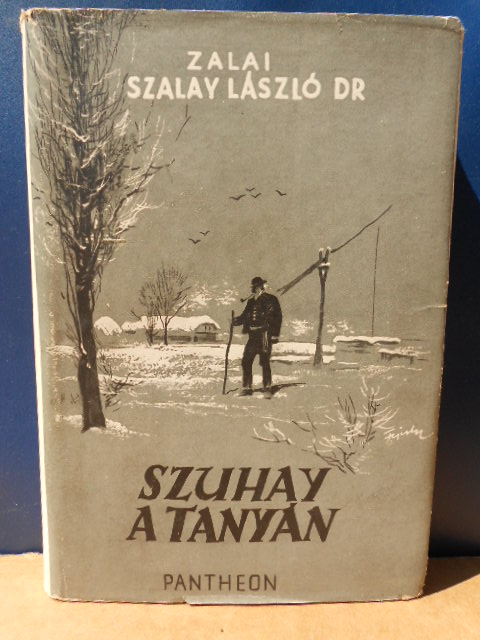 ZALAI
SZALAY LÁSZLÓ DR
SZUHAY
A TANYÁN
PANTHEON